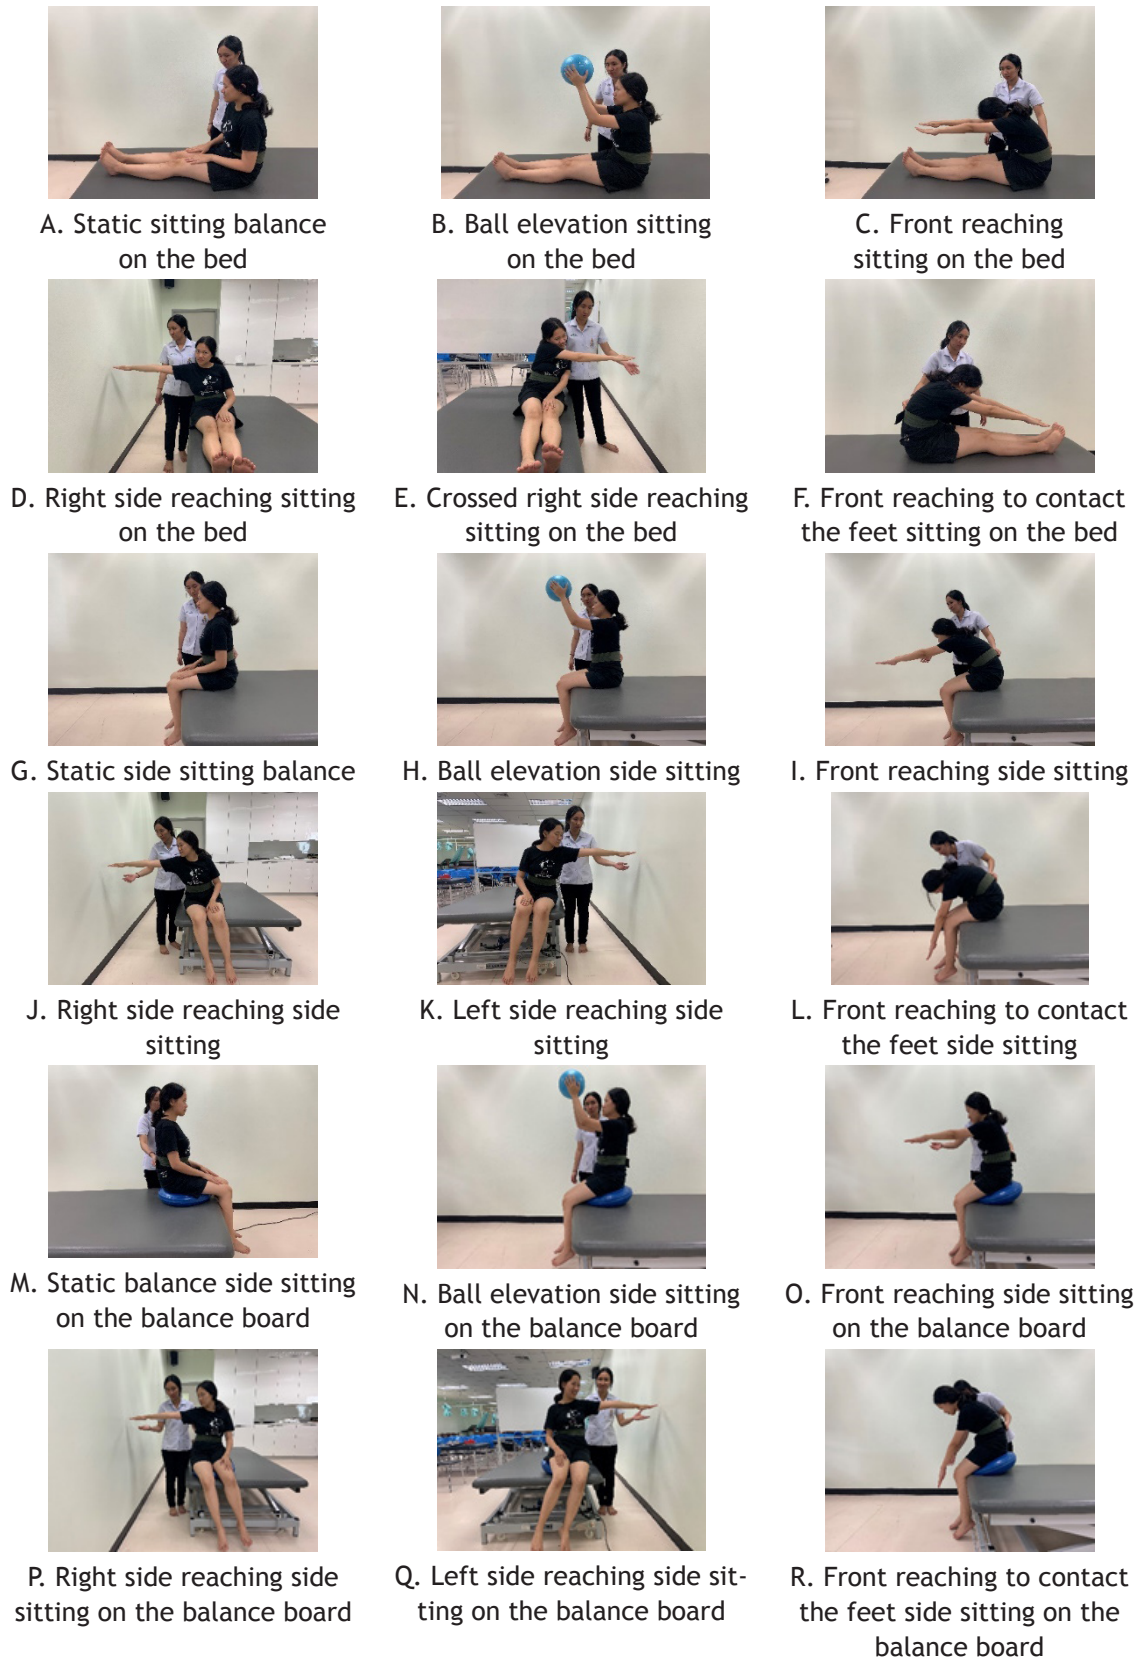 A. Static sitting balance
on the bed
B. Ball elevation sitting
on the bed
C. Front reaching
sitting on the bed
D. Right side reaching sitting
on the bed
E. Crossed right side reaching
sitting on the bed
F. Front reaching to contact
the feet sitting on the bed
G. Static side sitting balance
H. Ball elevation side sitting
I. Front reaching side sitting
J. Right side reaching side
sitting
K. Left side reaching side
sitting
L. Front reaching to contact
the feet side sitting
M. Static balance side sitting
on the balance board
N. Ball elevation side sitting
on the balance board
O. Front reaching side sitting
on the balance board
P. Right side reaching side
sitting on the balance board
Q. Left side reaching side sit-
ting on the balance board
R. Front reaching to contact
the feet side sitting on the
balance board